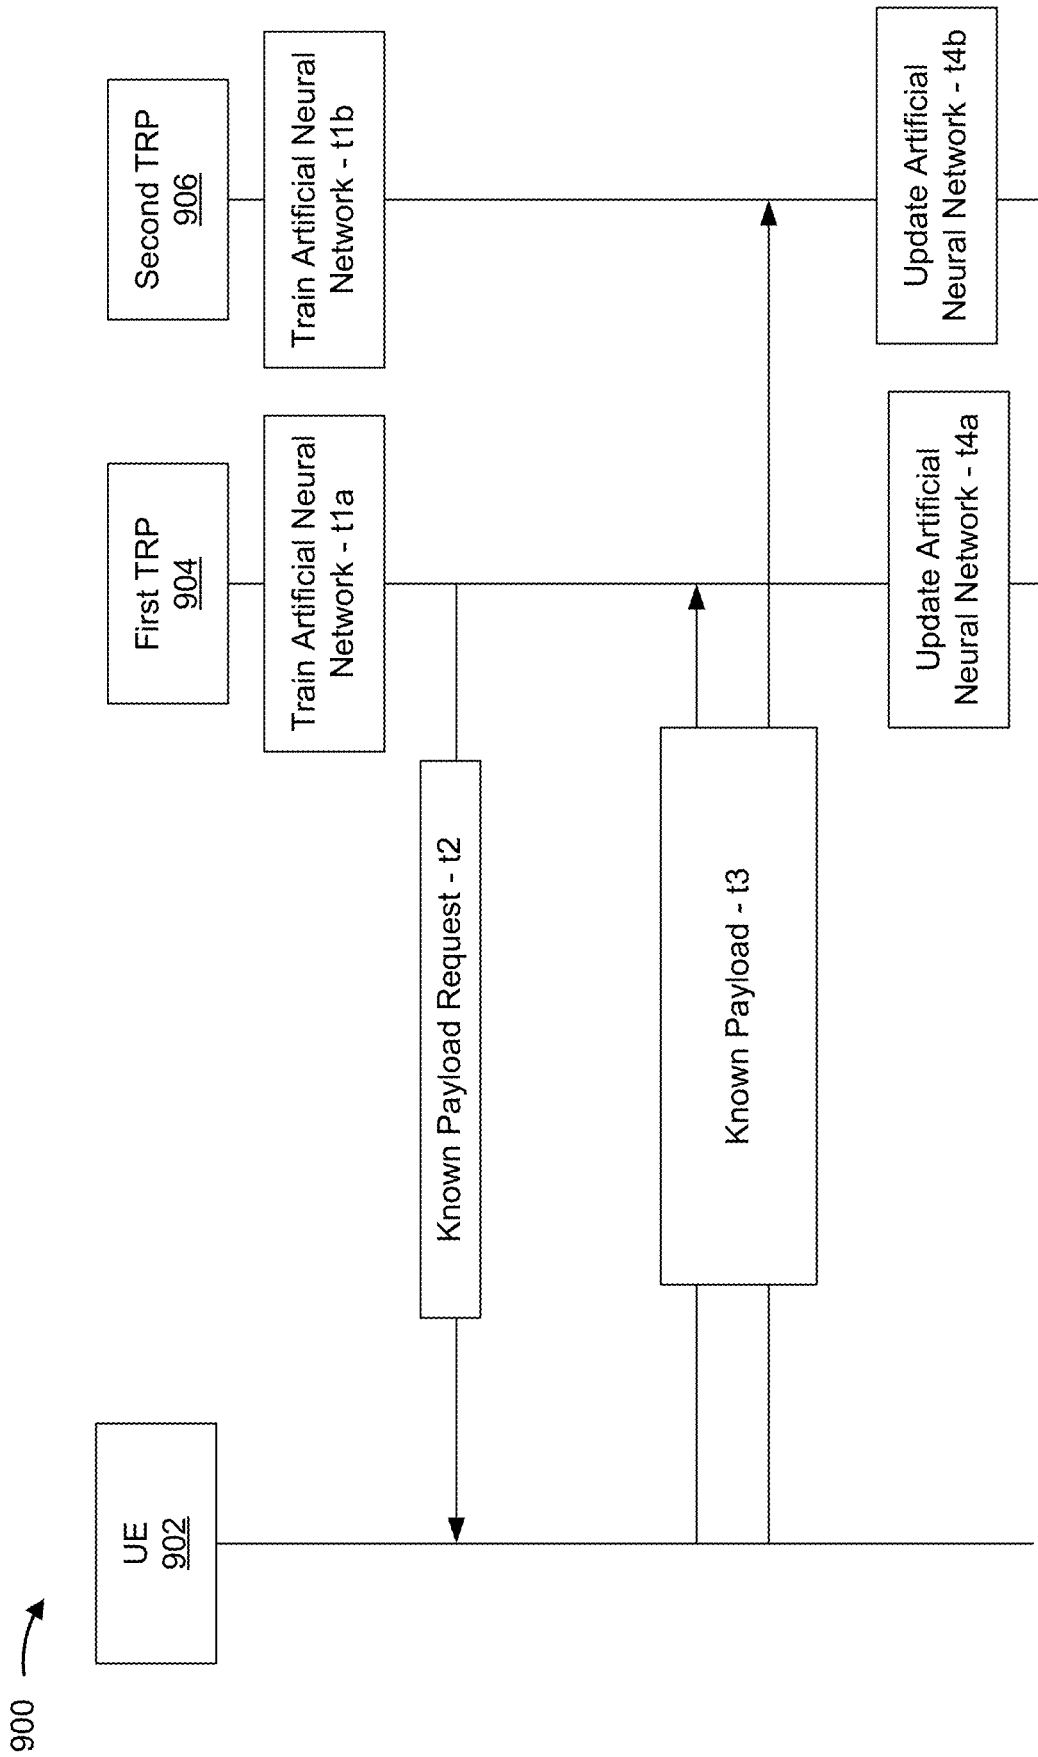 900
UE
902
First TRP
904
Second TRP
906
Train Artificial Neural
Network - t1a
Train Artificial Neural
Network - t1b
Known Payload Request - t2
Known Payload - t3
Update Artificial
Neural Network - t4a
Update Artificial
Neural Network - t4b